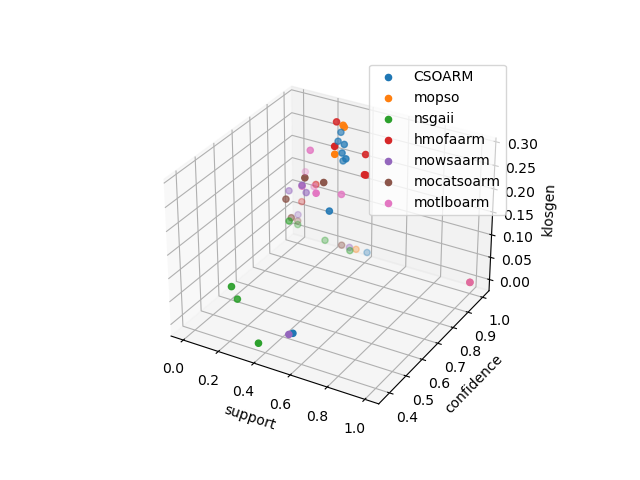 CSOARM
mopso
nsgaii
hmofaarm
mowsaarm
mocatsoarm
motlboarm
0.30
0.25
0.20
0.15
0.10
0.05
0.00
klosgen
1.0
0.9
0.8
0.7
0.6
0.5
0.4
confidence
0.0
0.2
0.4
0.6
0.8
1.0
support